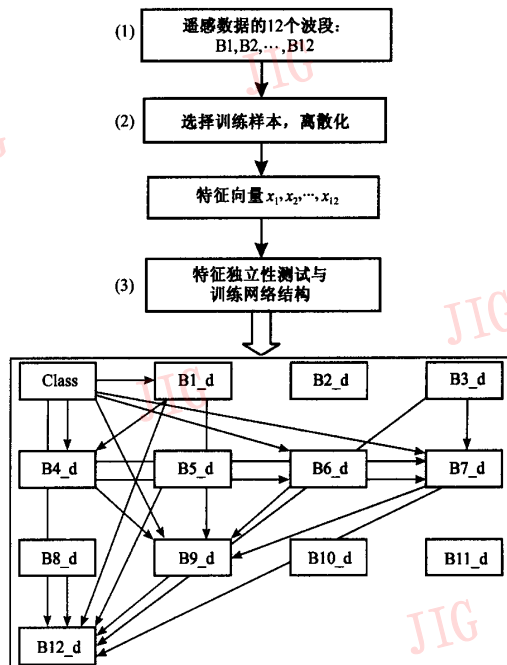 (1)
遥感数据的12个波段：
B1,B2,…,B12
(2)
选择训练样本，离散化
特征向量x₁,x₂,…,x₁₂
(3)
特征独立性测试与
训练网络结构
Class
B1_d
B2_d
B3_d
B4_d
B5_d
B6_d
B7_d
B8_d
B9_d
B10_d
B11_d
B12_d
JIG
JIG
JIG
JIG